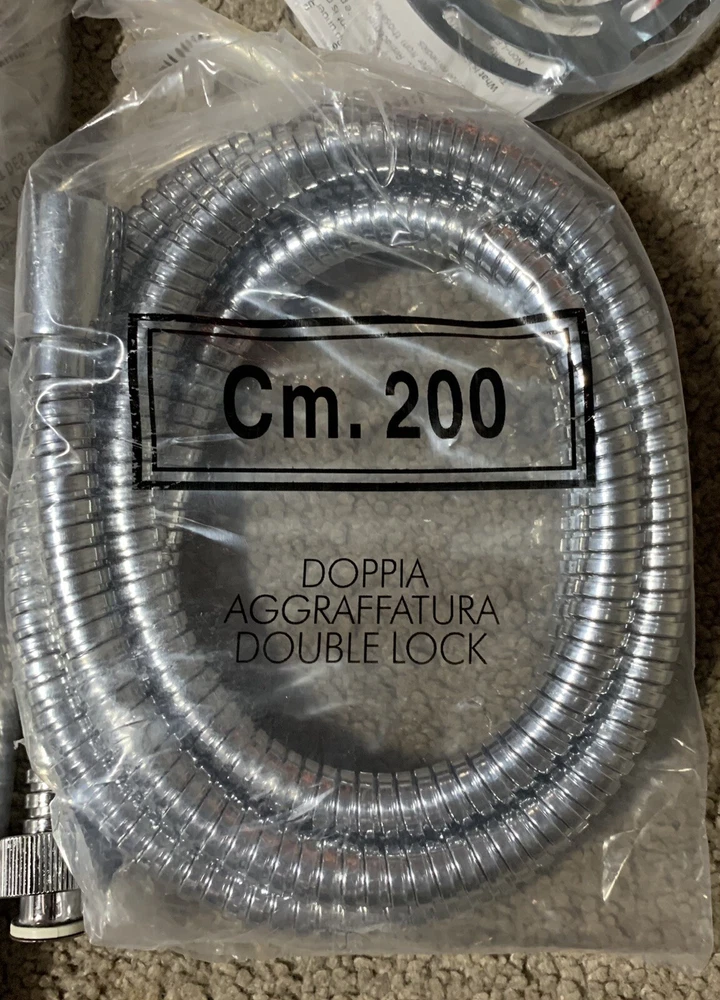 Cm. 200
DOPPIA
AGGRAFFATURA
DOUBLE LOCK